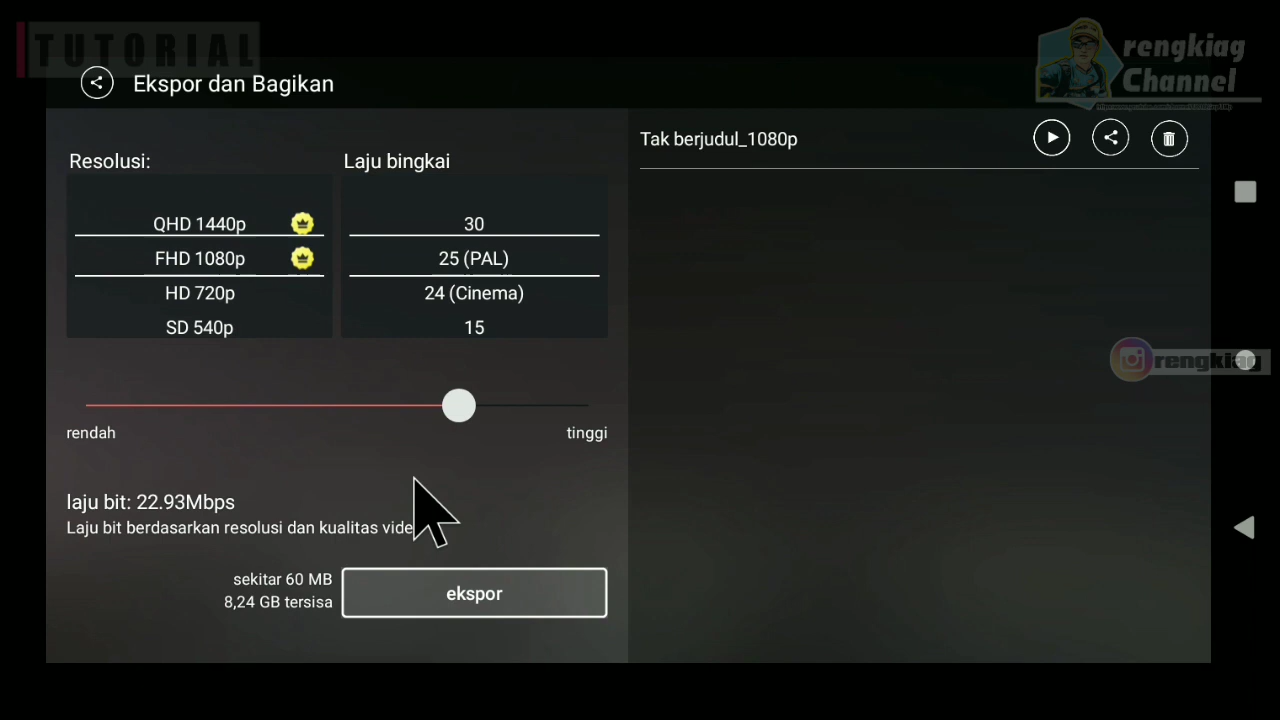 TUTORIAL
rengkiag
Channel
Ekspor dan Bagikan
Resolusi:
Laju bingkai
QHD 1440p
FHD 1080p
HD 720p
SD 540p
30
25 (PAL)
24 (Cinema)
15
rendah
tinggi
laju bit: 22.93Mbps
Laju bit berdasarkan resolusi dan kualitas vide
sekitar 60 MB
8,24 GB tersisa
ekspor
Tak berjudul_1080p
rengkiag